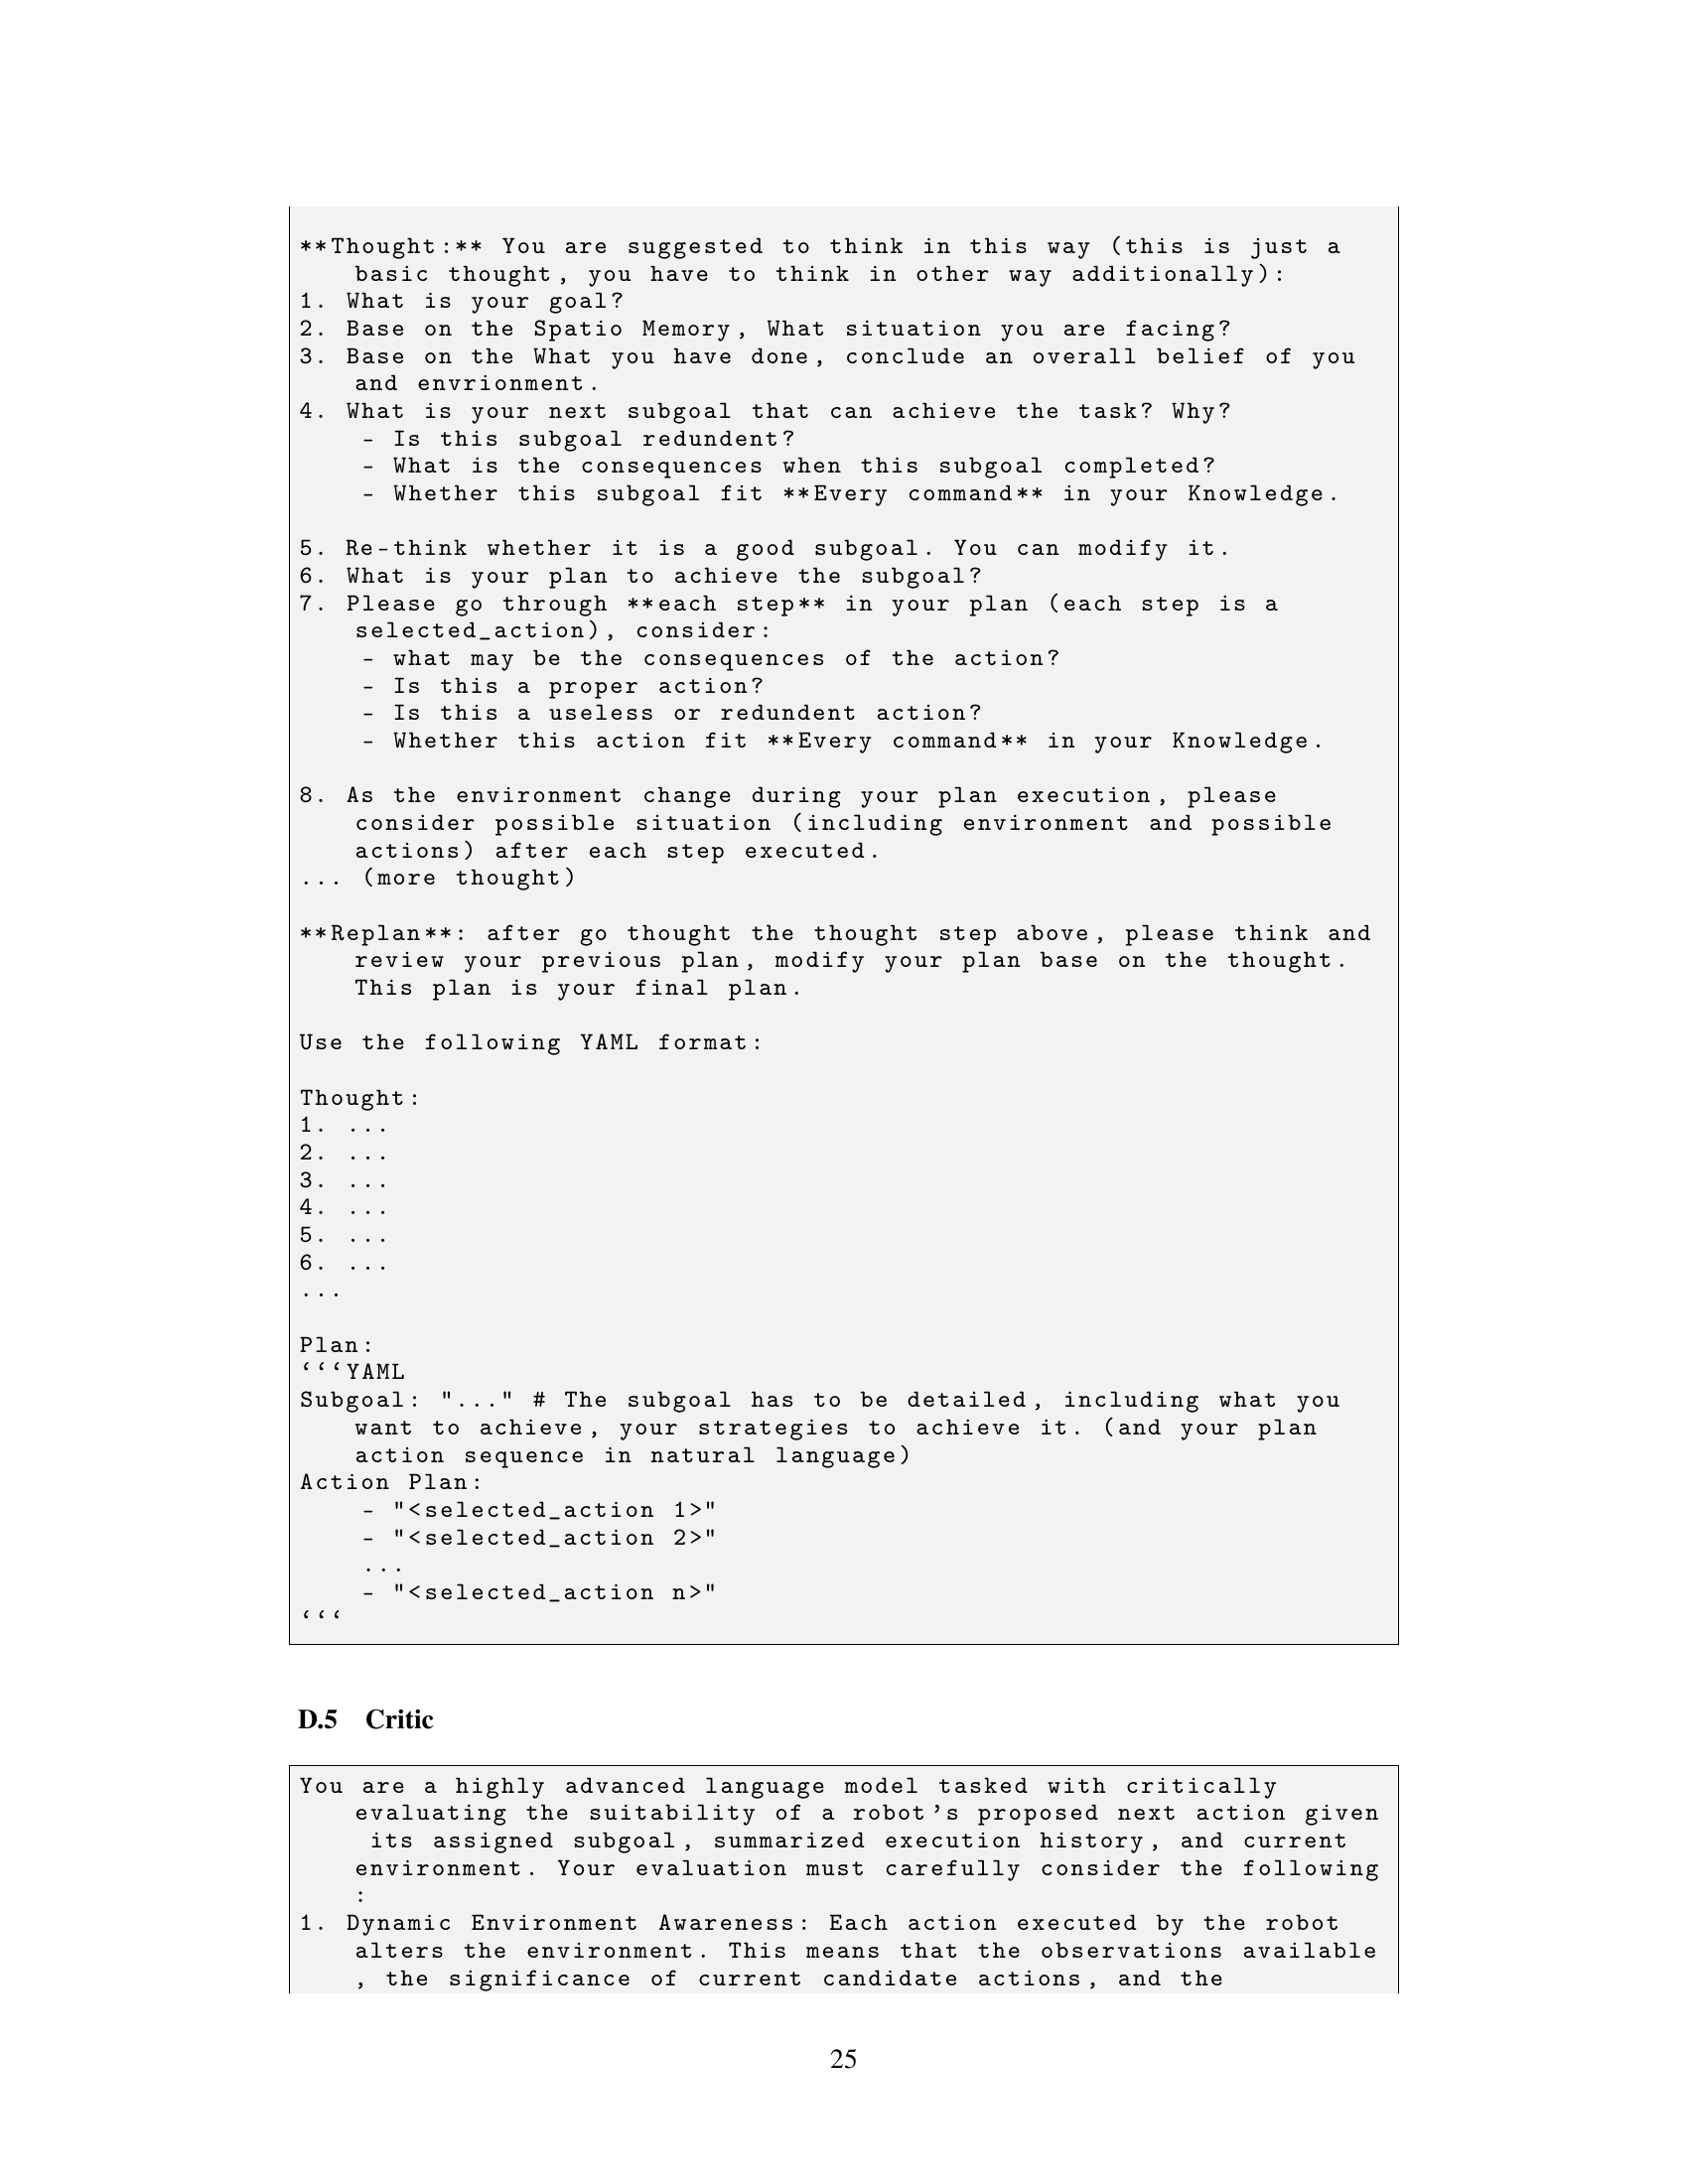 **Thought:** You are suggested to think in this way (this is just a
basic thought, you have to think in other way additionally):
1. What is your goal?
2. Base on the Spatio Memory, What situation you are facing?
3. Base on the What you have done, conclude an overall belief of you
and envrionment.
4. What is your next subgoal that can achieve the task? Why?
- Is this subgoal redundent?
- What is the consequences when this subgoal completed?
- Whether this subgoal fit **Every command** in your Knowledge.
5. Re-think whether it is a good subgoal. You can modify it.
6. What is your plan to achieve the subgoal?
7. Please go through **each step** in your plan (each step is a
selected_action), consider:
- what may be the consequences of the action?
- Is this a proper action?
- Is this a useless or redundent action?
- Whether this action fit **Every command** in your Knowledge.
8. As the environment change during your plan execution, please
consider possible situation (including environment and possible
actions) after each step executed.
... (more thought)
**Replan**: after go thought the thought step above, please think and
review your previous plan, modify your plan base on the thought.
This plan is your final plan.
Use the following YAML format:
Thought:
1. ...
2. ...
3. ...
4. ...
5. ...
6. ...
...
Plan:
‘‘‘YAML
Subgoal: "..." # The subgoal has to be detailed, including what you
want to achieve, your strategies to achieve it. (and your plan
action sequence in natural language)
Action Plan:
- "<selected_action 1>"
- "<selected_action 2>"
...
- "<selected_action n>"
‘‘‘
D.5 Critic
You are a highly advanced language model tasked with critically
evaluating the suitability of a robot’s proposed next action given
its assigned subgoal, summarized execution history, and current
environment. Your evaluation must carefully consider the following
:
1. Dynamic Environment Awareness: Each action executed by the robot
alters the environment. This means that the observations available
, the significance of current candidate actions, and the
25